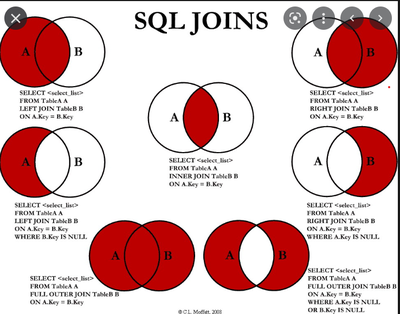 SQL JOINS
A B
SELECT <select_list>
FROM TableA A
LEFT JOIN TableB B
ON A.Key = B.Key
A B
SELECT <select_list>
FROM TableA A
RIGHT JOIN TableB B
ON A.Key = B.Key
A B
SELECT <select_list>
FROM TableA A
INNER JOIN TableB B
ON A.Key = B.Key
A B
SELECT <select_list>
FROM TableA A
LEFT JOIN TableB B
ON A.Key = B.Key
WHERE B.Key IS NULL
A B
SELECT <select_list>
FROM TableA A
RIGHT JOIN TableB B
ON A.Key = B.Key
WHERE A.Key IS NULL
A B
SELECT <select_list>
FROM TableA A
FULL OUTER JOIN TableB B
ON A.Key = B.Key
A B
SELECT <select_list>
FROM TableA A
FULL OUTER JOIN TableB B
ON A.Key = B.Key
WHERE A.Key IS NULL
OR B.Key IS NULL
© C.L. Moffatt, 2008